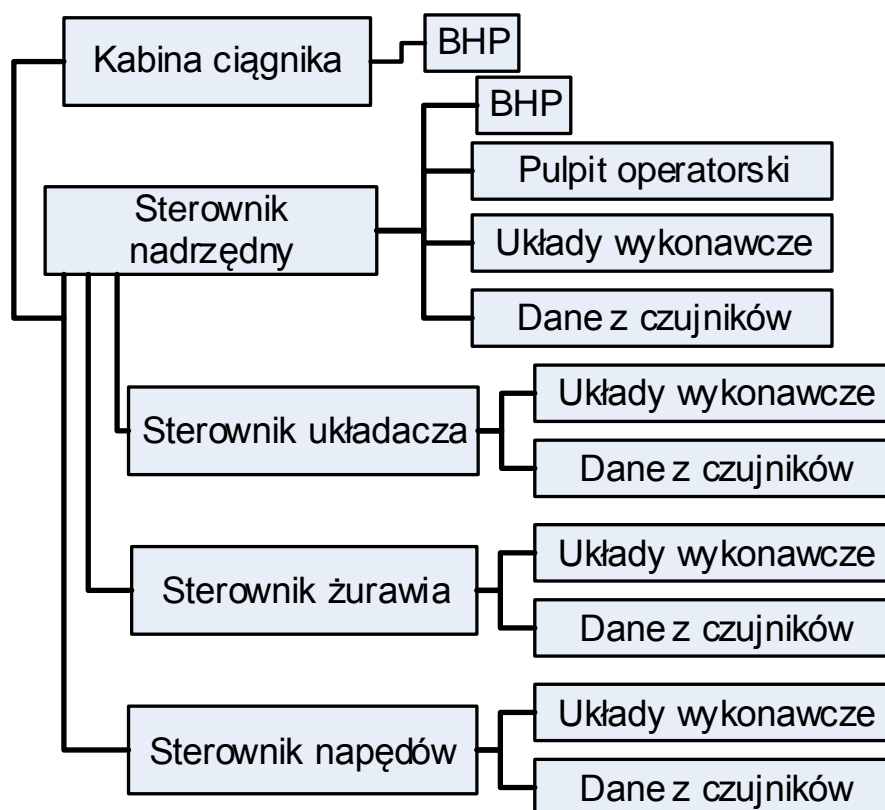 Kabina ciągnika
BHP
BHP
Pulpit operatorski
Sterownik
nadrzędny
Układy wykonawcze
Dane z czujników
Sterownik układacza
Układy wykonawcze
Dane z czujników
Sterownik żurawia
Układy wykonawcze
Dane z czujników
Sterownik napędów
Układy wykonawcze
Dane z czujników